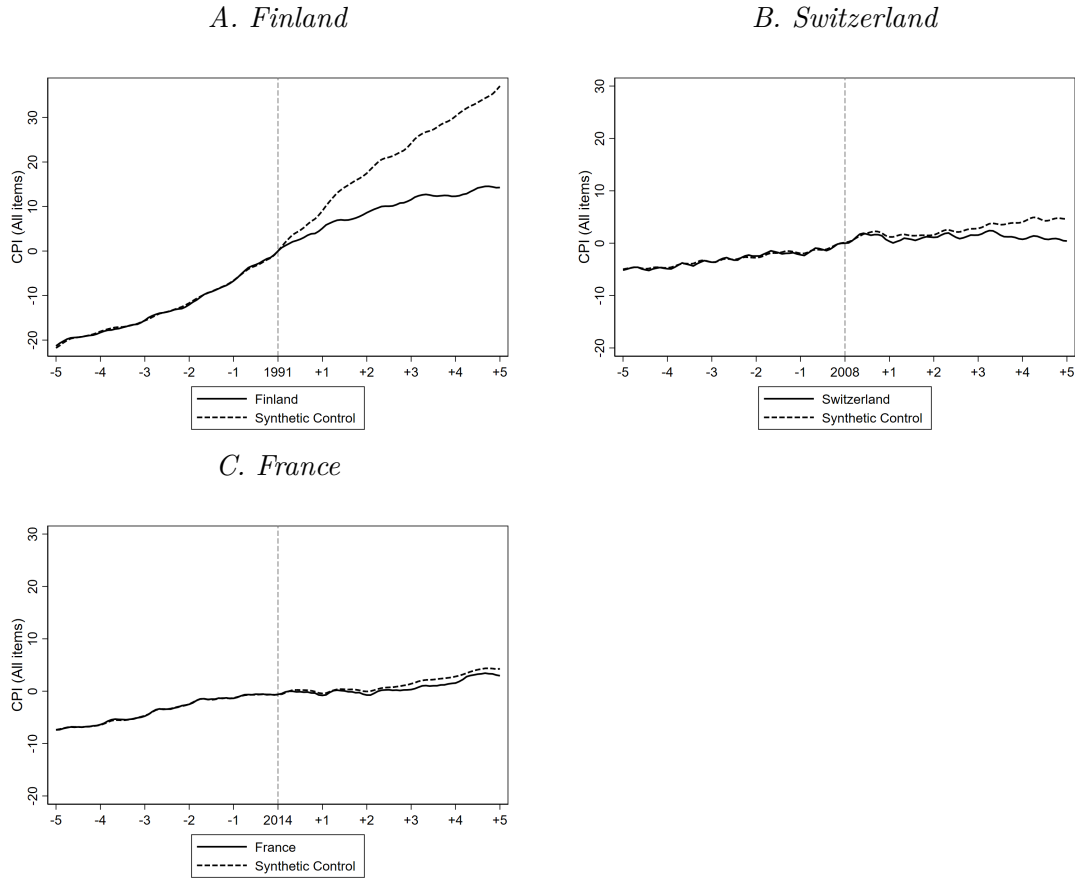 A. Finland
CPI (All items)
30
20
10
0
-10
-20
-5 -4 -3 -2 -1 1991 +1 +2 +3 +4 +5
Finland
Synthetic Control
B. Switzerland
CPI (All items)
30
20
10
0
-10
-20
-5 -4 -3 -2 -1 2008 +1 +2 +3 +4 +5
Switzerland
Synthetic Control
C. France
CPI (All items)
30
20
10
0
-10
-20
-5 -4 -3 -2 -1 2014 +1 +2 +3 +4 +5
France
Synthetic Control